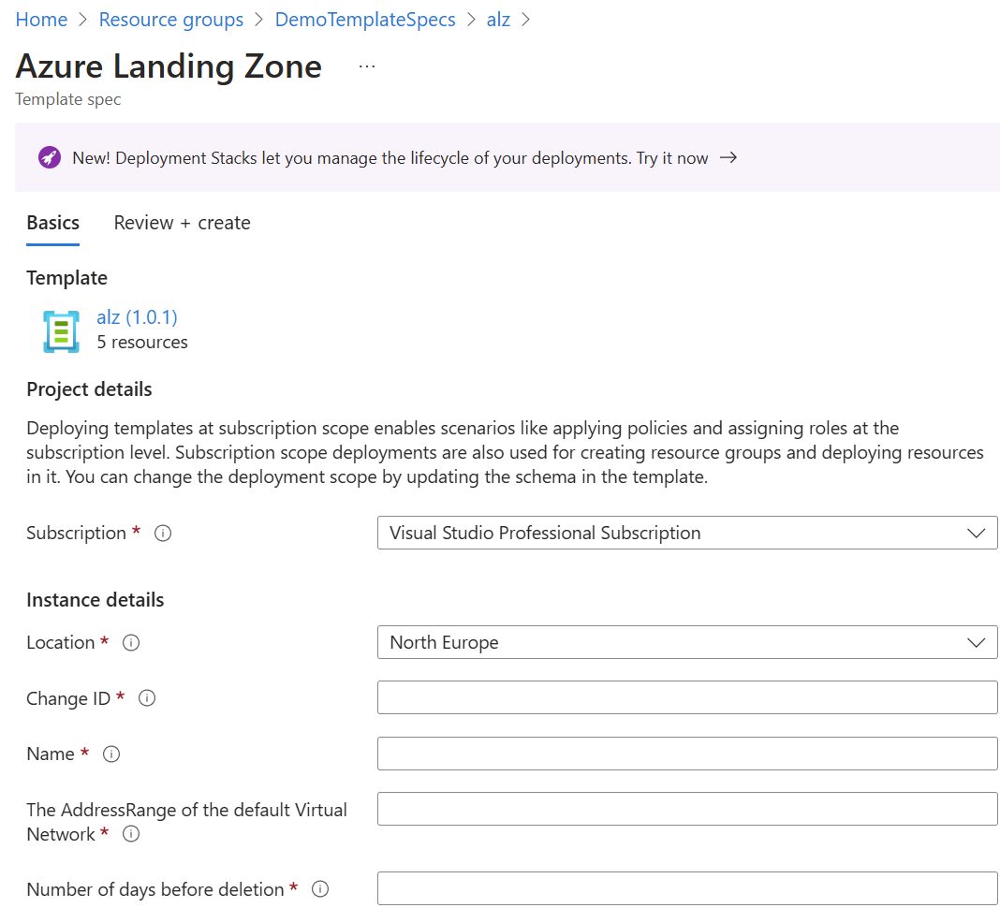 Home > Resource groups > DemoTemplateSpecs > alz >
Azure Landing Zone ...
Template spec
New! Deployment Stacks let you manage the lifecycle of your deployments. Try it now →
Basics Review + create
Template
alz (1.0.1)
5 resources
Project details
Deploying templates at subscription scope enables scenarios like applying policies and assigning roles at the
subscription level. Subscription scope deployments are also used for creating resource groups and deploying resources
in it. You can change the deployment scope by updating the schema in the template.
Subscription * Visual Studio Professional Subscription
Instance details
Location * North Europe
Change ID *
Name *
The AddressRange of the default Virtual
Network *
Number of days before deletion *